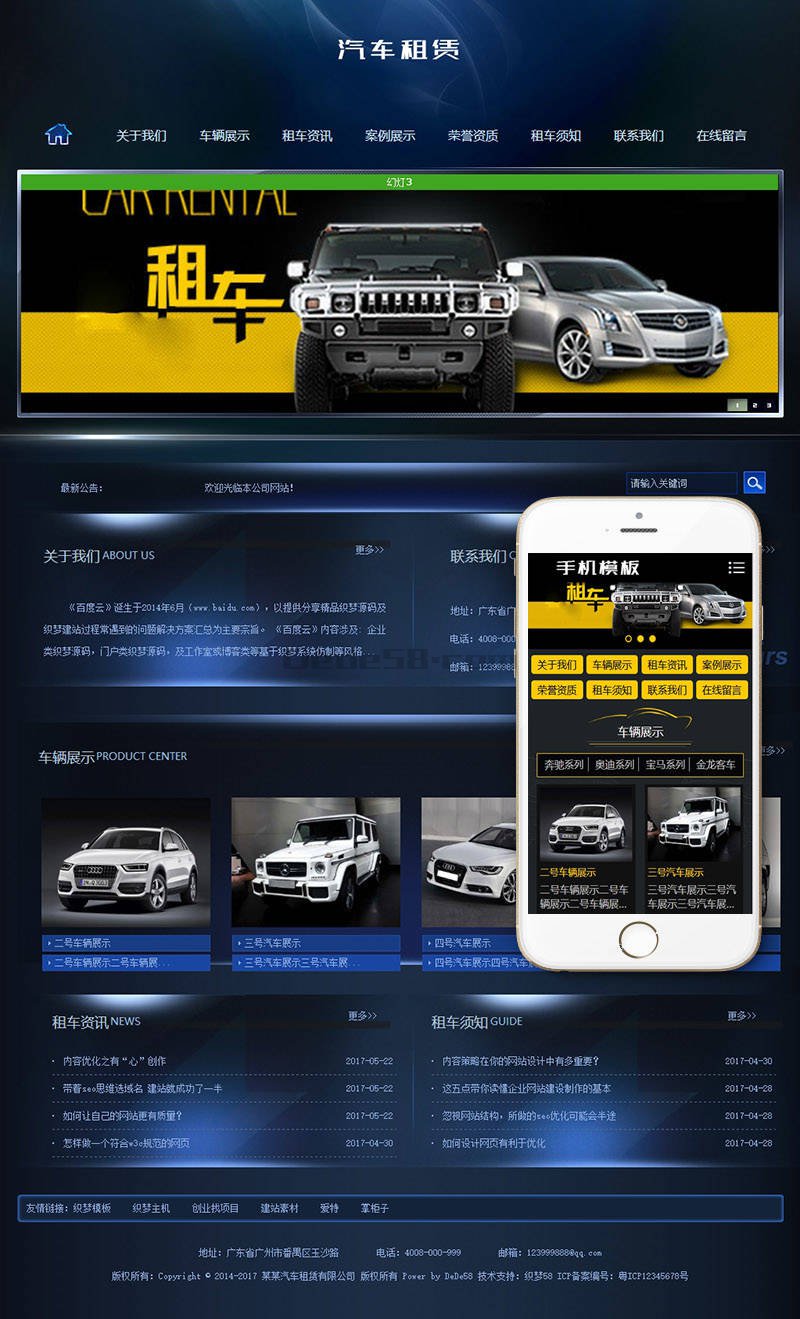 汽车租赁
关于我们 车辆展示 租车资讯 案例展示 荣誉资质 租车须知 联系我们 在线留言
幻灯3
CAR RENTAL
租车
1 2 3
最新公告: 欢迎光临本公司网站! 请输入关键词
关于我们 ABOUT US 更多>>
《百度云》诞生于2014年6月 (www.baidu.com) ，以提供分享精品织梦源码及
织梦建站过程常遇到的问题解决方案汇总为主要宗旨。《百度云》内容涉及: 企业
类织梦源码，门户类织梦源码，及工作室或博客类等基于织梦系统仿制等风格....
联系我们
地址: 广东省广
电话: 4008-000
邮箱: 12399988
Dede58.com
手机模板
租车
关于我们 车辆展示 租车资讯 案例展示
荣誉资质 租车须知 联系我们 在线留言
车辆展示
奔驰系列 奥迪系列 宝马系列 金龙客车
二号车辆展示
二号车辆展示二号车
辆展示二号车辆展...
三号汽车展示
三号汽车展示三号汽
车展示三号汽车展...
车辆展示 PRODUCT CENTER
二号车辆展示
二号车辆展示二号车辆展...
三号汽车展示
三号汽车展示三号汽车展...
四号汽车展示
四号汽车展示四号汽车
租车资讯 NEWS 更多>>
内容优化之有“心”创作 2017-05-22
带着seo思维选域名 建站就成功了一半 2017-05-22
如何让自己的网站更有质量? 2017-05-22
怎样做一个符合w3c规范的网页 2017-04-30
租车须知 GUIDE 更多>>
内容策略在你的网站设计中有多重要? 2017-04-30
这五点带你读懂企业网站建设制作的基本 2017-04-28
忽视网站结构，所做的seo优化可能会半途 2017-04-28
如何设计网页有利于优化 2017-04-28
友情链接: 织梦模板 织梦主机 创业找项目 建站素材 爱特 掌柜子
地址: 广东省广州市番禺区玉沙路 电话: 4008-000-999 邮箱: 123999888@qq.com
版权所有: Copyright © 2014-2017 某某汽车租赁有限公司 版权所有 Power by DeDe58 技术支持: 织梦58 ICP备案编号: 粤ICP12345678号